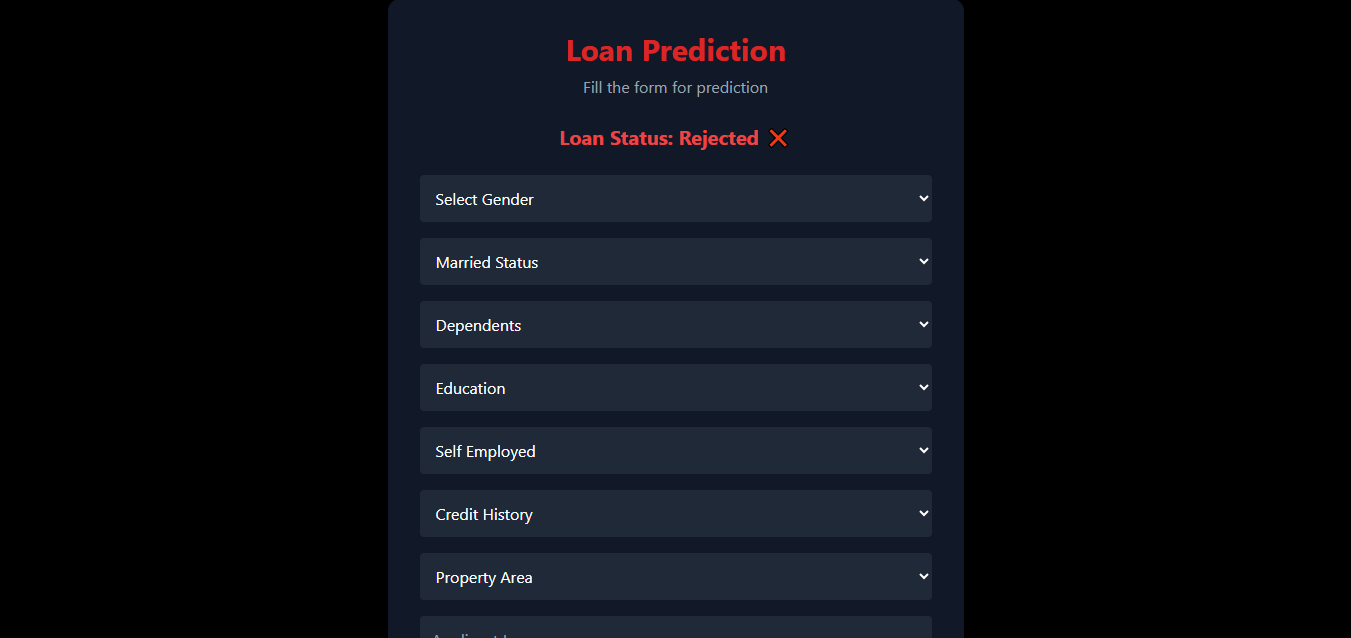 Loan Prediction
Fill the form for prediction
Loan Status: Rejected ❌
Select Gender
Married Status
Dependents
Education
Self Employed
Credit History
Property Area